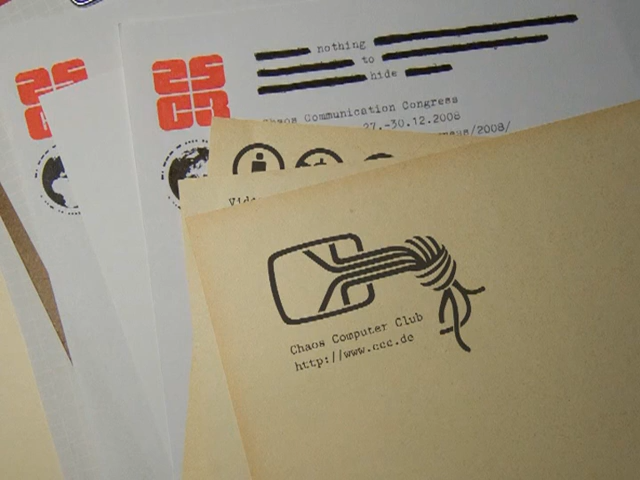 25
C3
nothing
to
hide
Chaos Communication Congress
27.-30.12.2008
/2008/
Chaos Computer Club
http://www.ccc.de